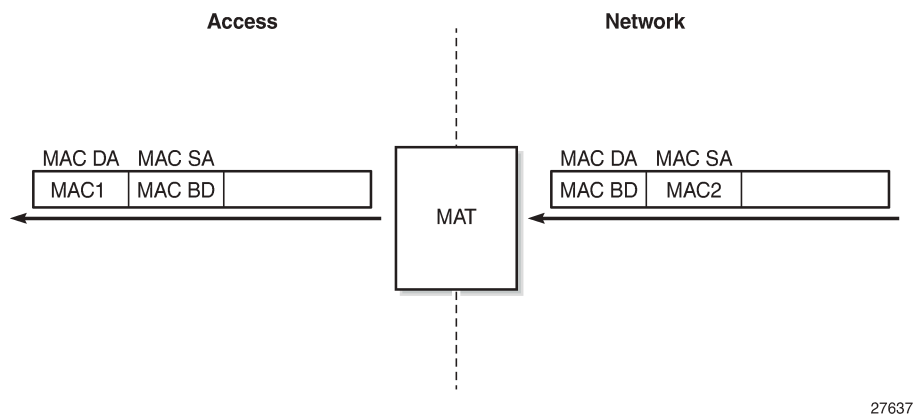 Access
Network
MAC DA MAC SA
MAC1 MAC BD
MAT
MAC DA MAC SA
MAC BD MAC2
27637